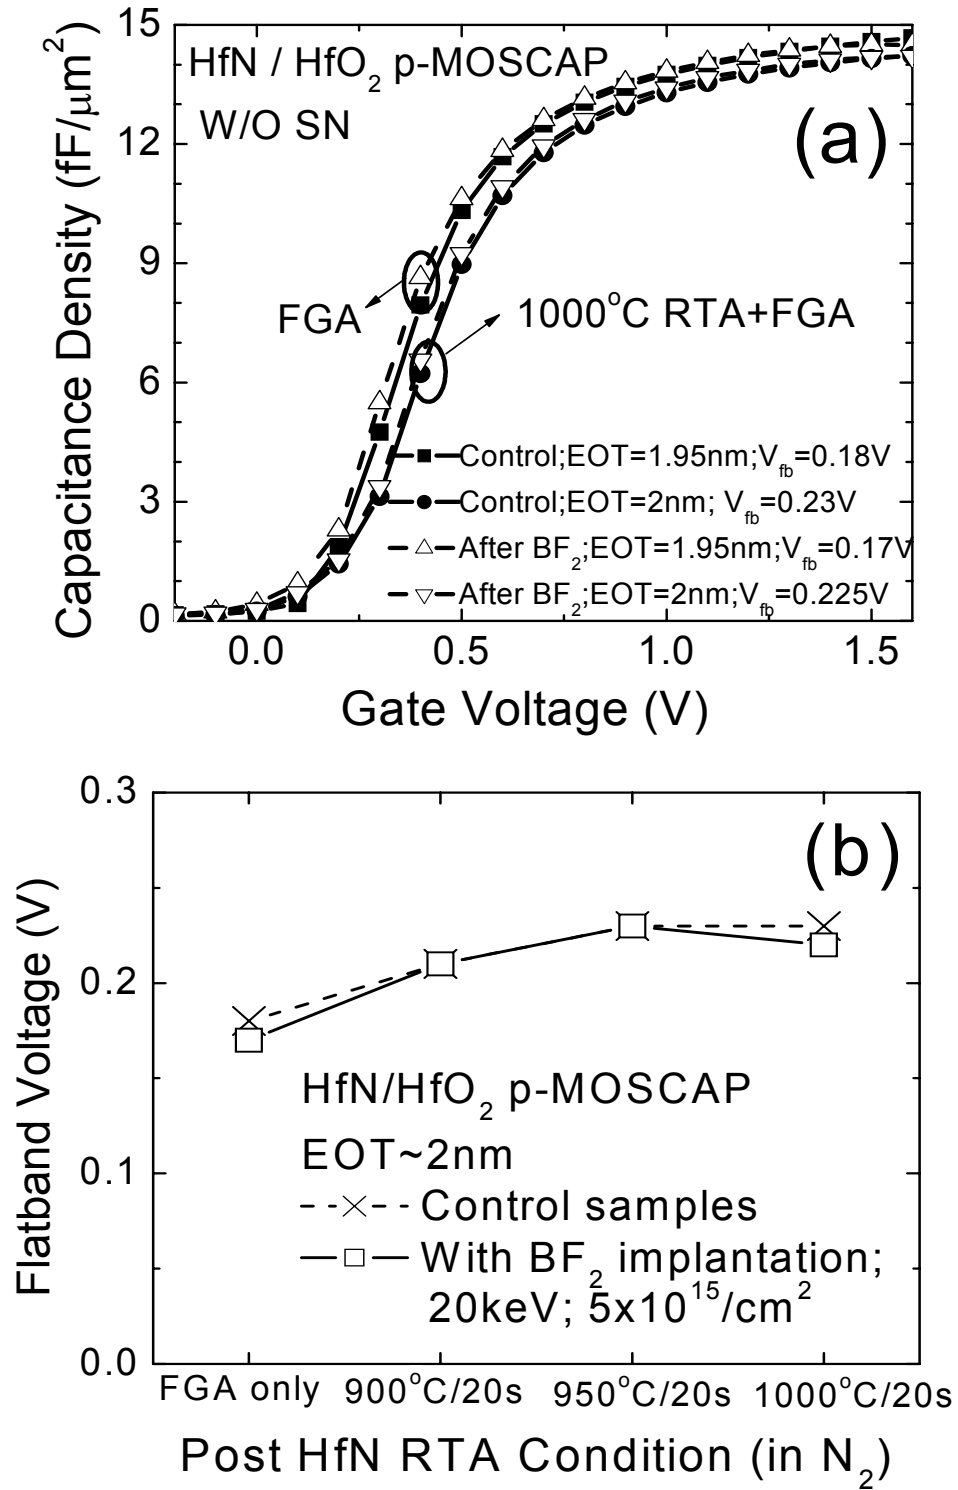 15
12
9
6
3
0
Capacitance Density (fF/μm²)
HfN / HfO₂ p-MOSCAP
W/O SN
(a)
FGA
1000°C RTA+FGA
Control;EOT=1.95nm;V_fb=0.18V
Control;EOT=2nm; V_fb=0.23V
After BF₂;EOT=1.95nm;V_fb=0.17V
After BF₂;EOT=2nm;V_fb=0.225V
0.0 0.5 1.0 1.5
Gate Voltage (V)
0.3
0.2
0.1
0.0
Flatband Voltage (V)
(b)
HfN/HfO₂ p-MOSCAP
EOT~2nm
Control samples
With BF₂ implantation;
20keV; 5x10¹⁵/cm²
FGA only 900°C/20s 950°C/20s 1000°C/20s
Post HfN RTA Condition (in N₂)